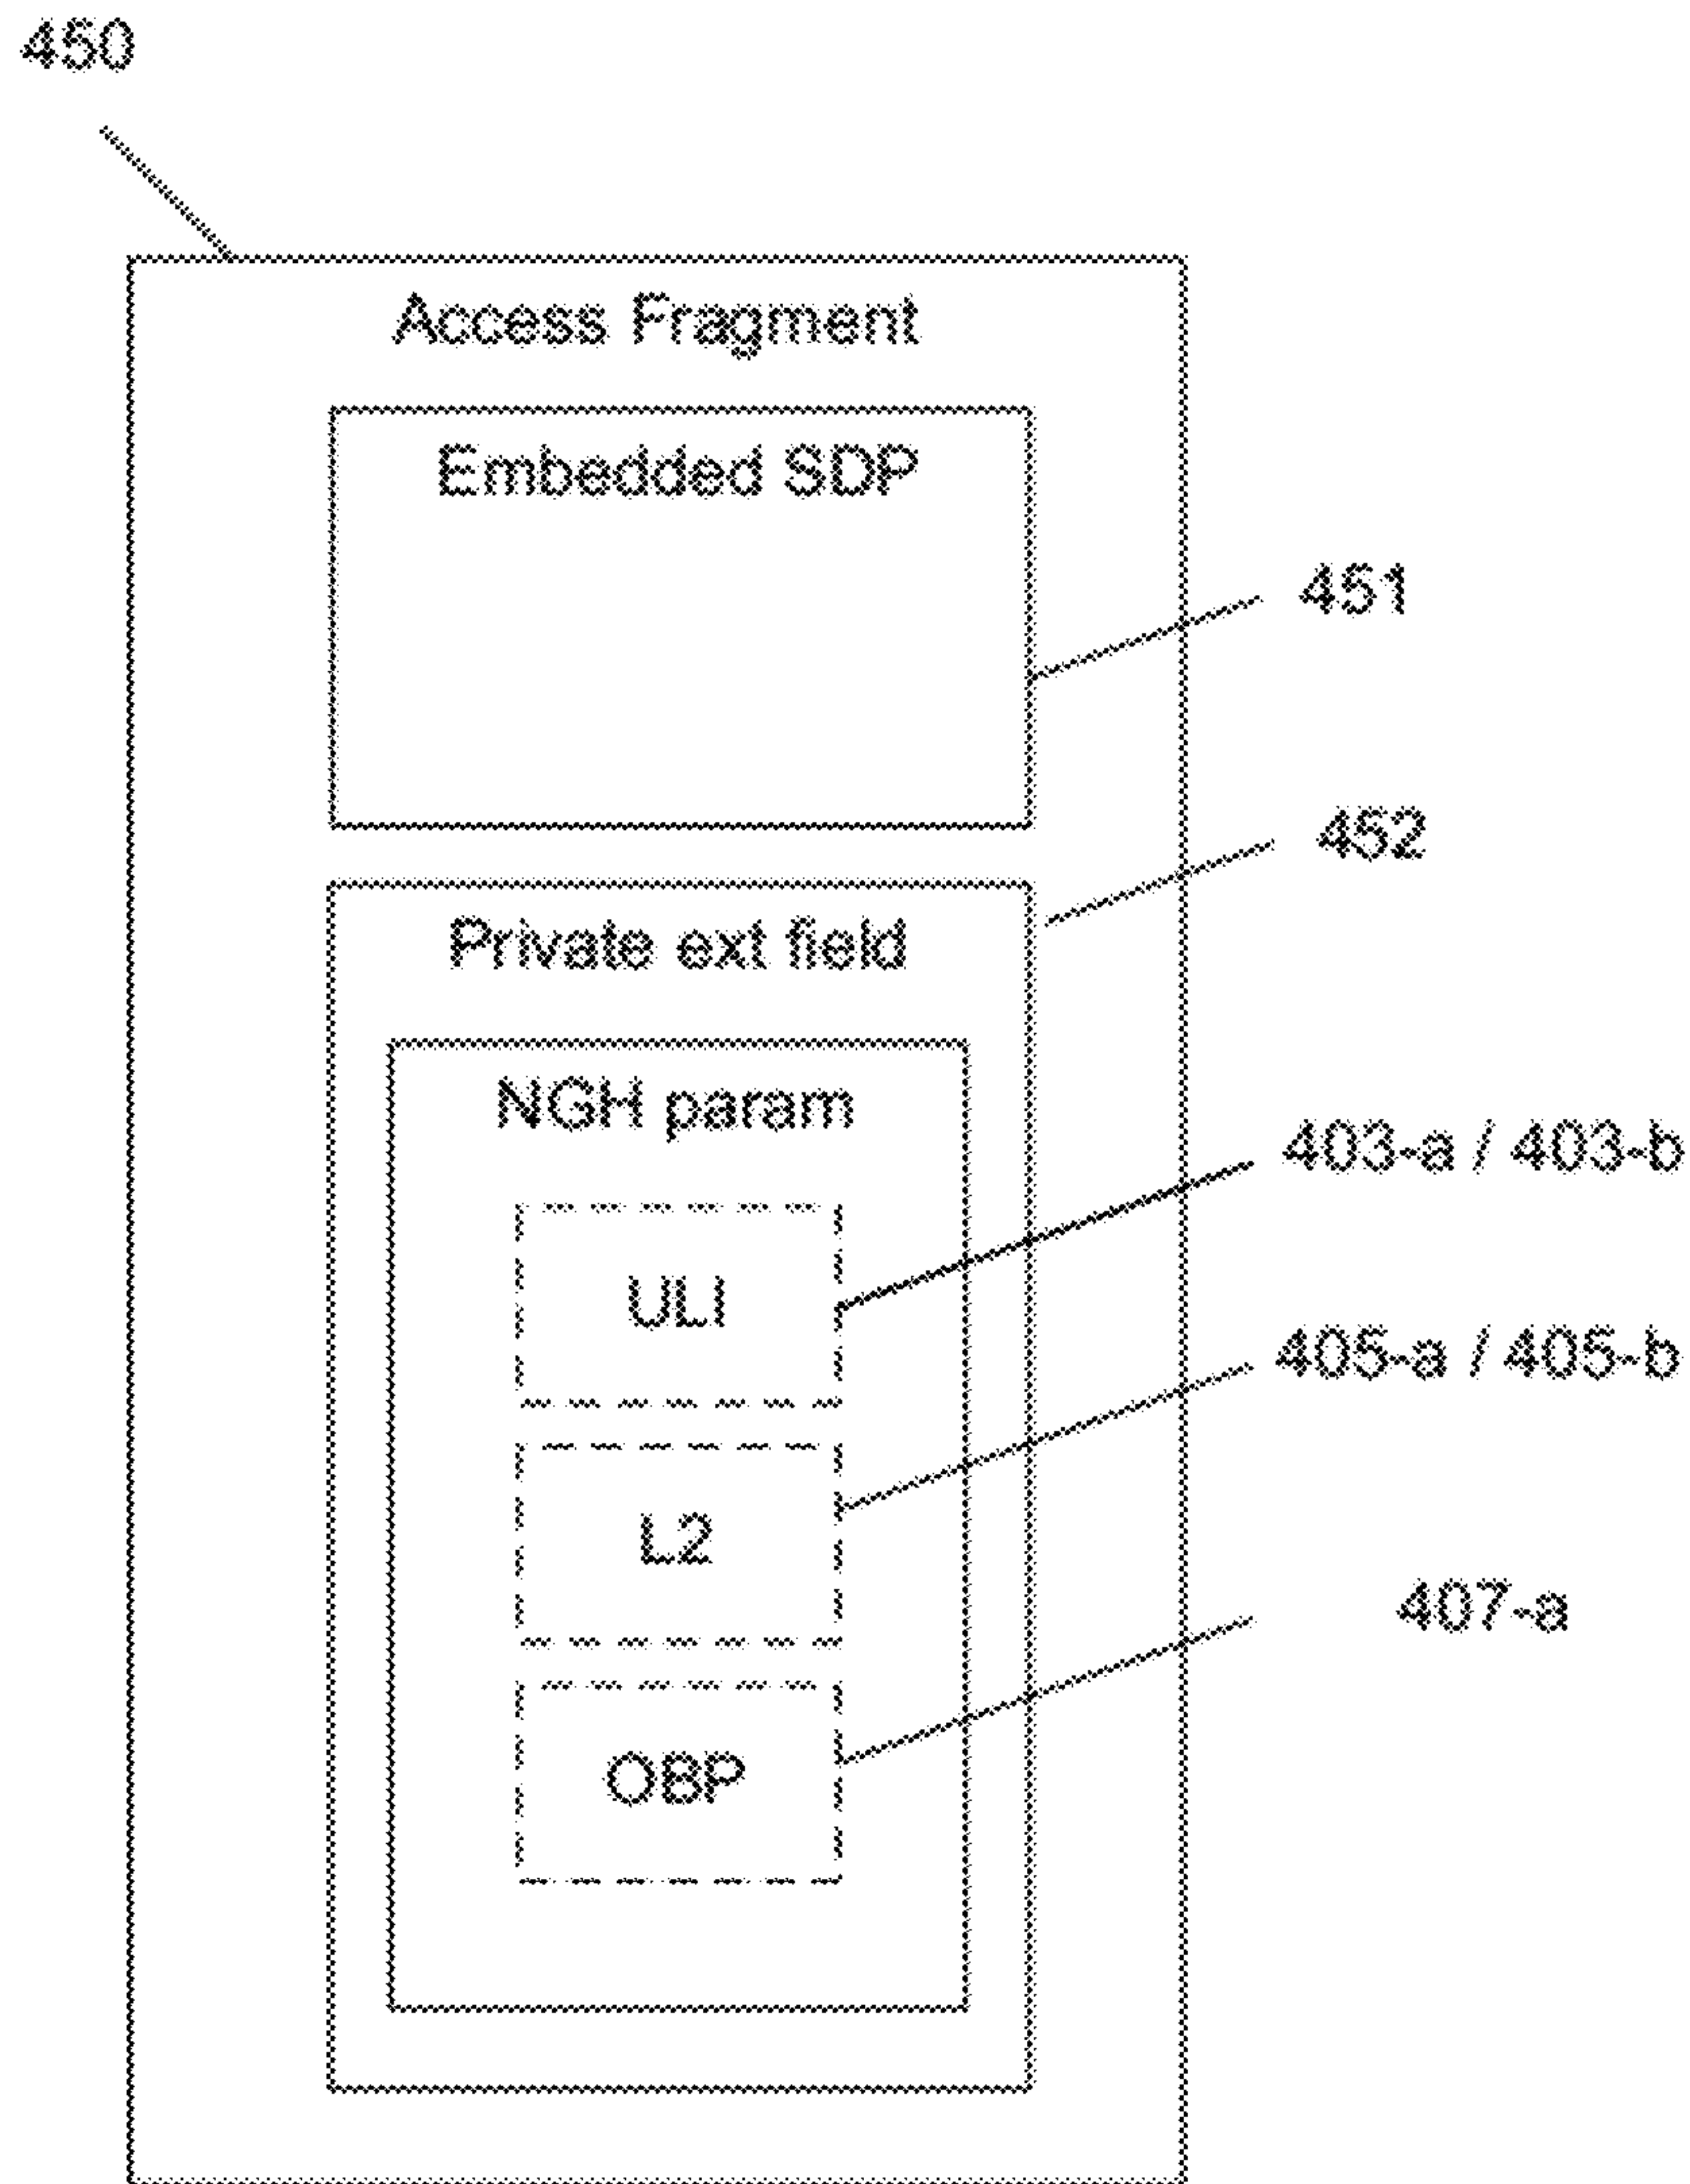 450
Access Fragment
Embedded SDP
451
452
Private ext field
NGH param
403-a / 403-b
ULI
405-a / 405-b
L2
407-a
OBP